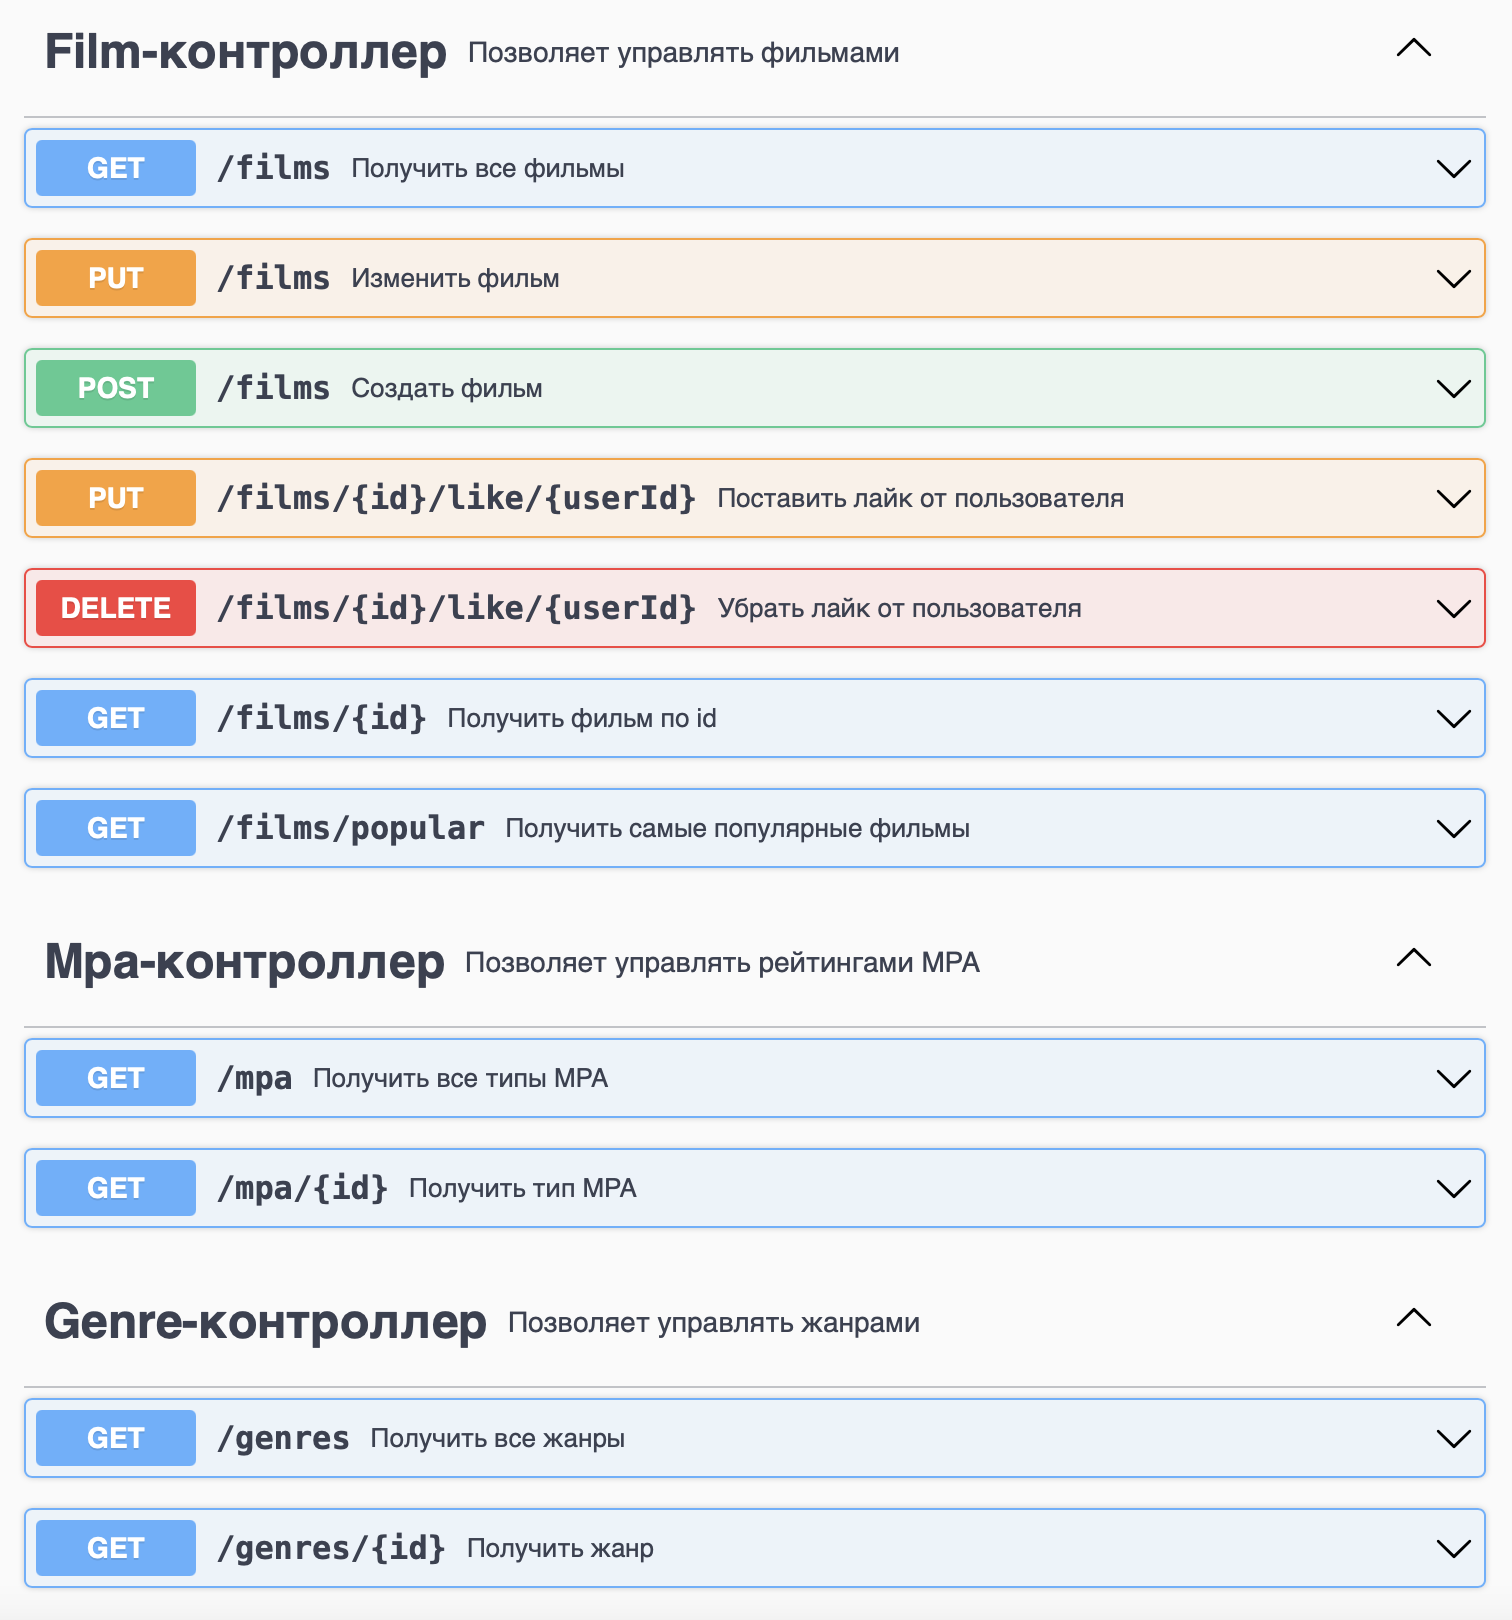 Film-контроллер Позволяет управлять фильмами
GET /films Получить все фильмы
PUT /films Изменить фильм
POST /films Создать фильм
PUT /films/{id}/like/{userId} Поставить лайк от пользователя
DELETE /films/{id}/like/{userId} Убрать лайк от пользователя
GET /films/{id} Получить фильм по id
GET /films/popular Получить самые популярные фильмы
Mpa-контроллер Позволяет управлять рейтингами MPA
GET /mpa Получить все типы MPA
GET /mpa/{id} Получить тип MPA
Genre-контроллер Позволяет управлять жанрами
GET /genres Получить все жанры
GET /genres/{id} Получить жанр